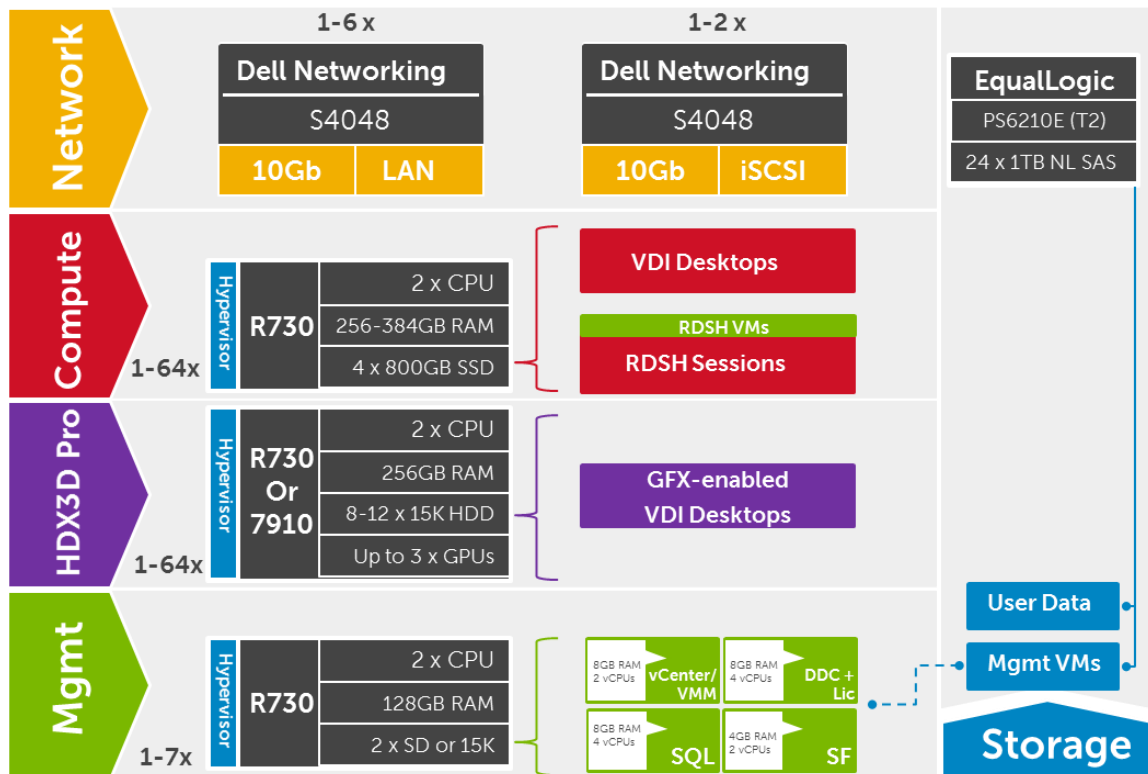 Network
1-6 x
Dell Networking
S4048
10Gb
LAN
1-2 x
Dell Networking
S4048
10Gb
iSCSI
EqualLogic
PS6210E (T2)
24 x 1TB NL SAS
Compute
1-64x
Hypervisor
R730
2 x CPU
256-384GB RAM
4 x 800GB SSD
VDI Desktops
RDSH VMs
RDSH Sessions
HDX3D Pro
1-64x
Hypervisor
R730
Or
7910
2 x CPU
256GB RAM
8-12 x 15K HDD
Up to 3 x GPUs
GFX-enabled
VDI Desktops
Mgmt
1-7x
Hypervisor
R730
2 x CPU
128GB RAM
2 x SD or 15K
8GB RAM
2 vCPUs
vCenter/
VMM
8GB RAM
4 vCPUs
DDC +
Lic
8GB RAM
4 vCPUs
SQL
4GB RAM
2 vCPUs
SF
User Data
Mgmt VMs
Storage